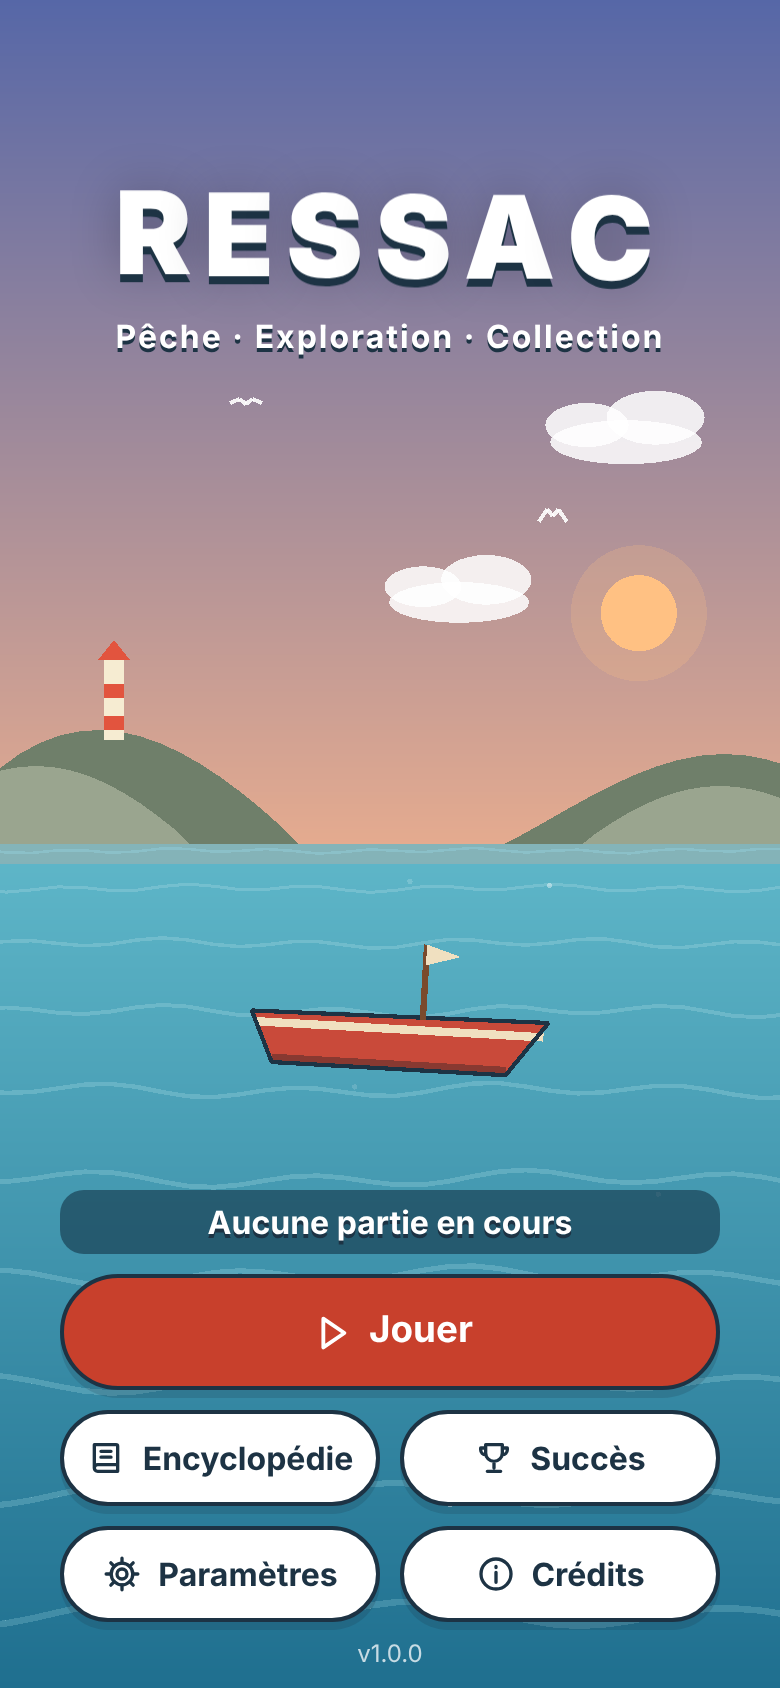 RESSAC
Pêche · Exploration · Collection
Aucune partie en cours
Jouer
Encyclopédie
Succès
Paramètres
Crédits
v1.0.0